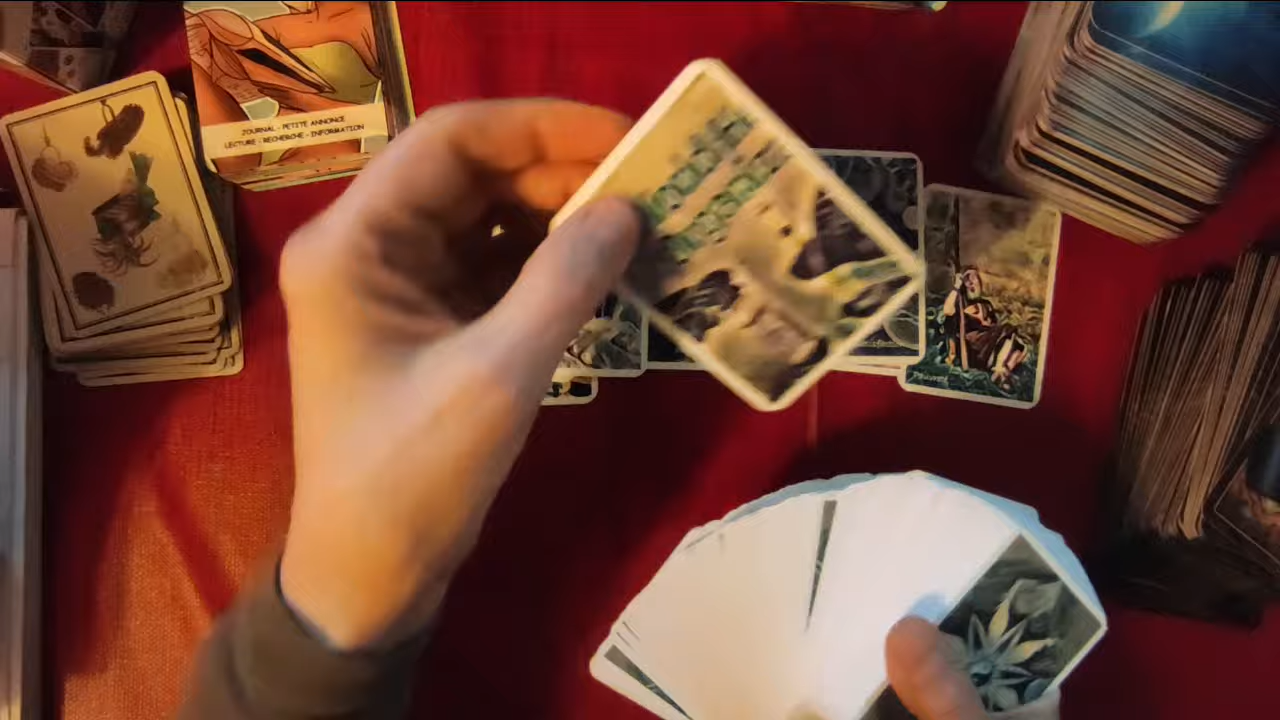 JOURNAL - PETITE ANNONCE
LECTURE - RECHERCHE - INFORMATION